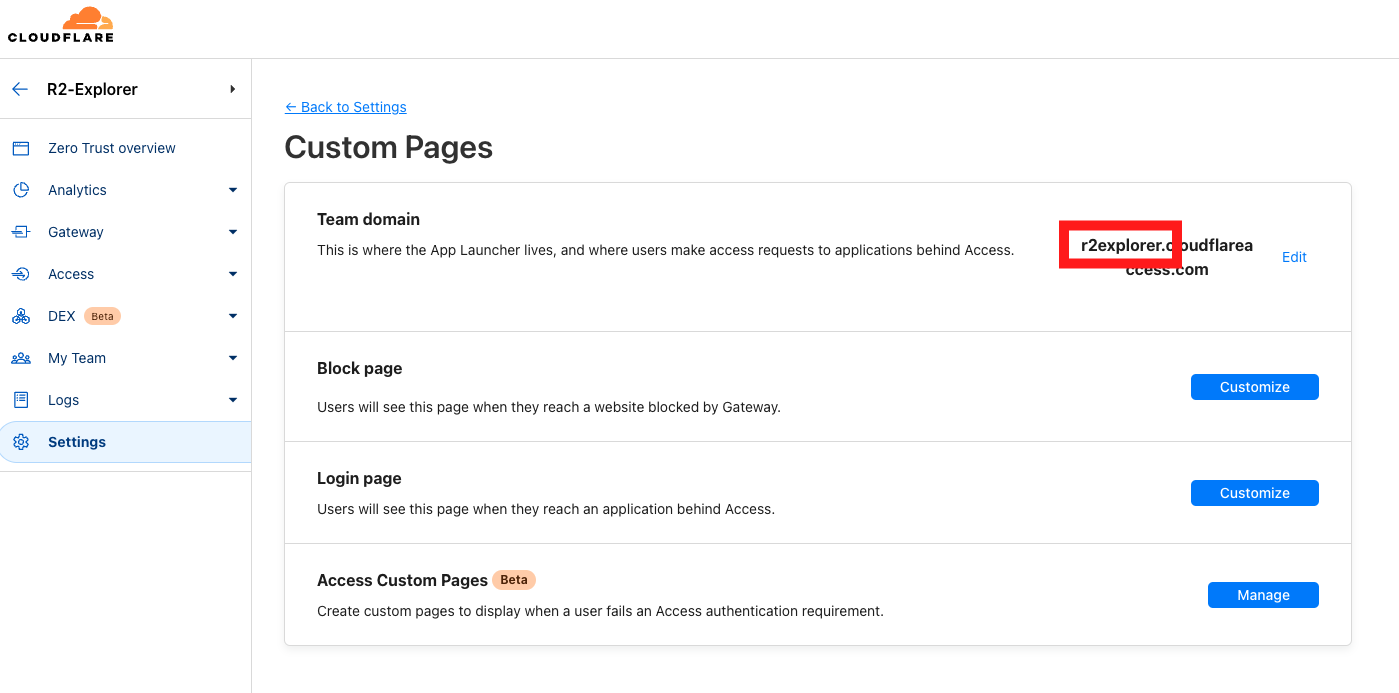 CLOUDFLARE
R2-Explorer
Zero Trust overview
Analytics
Gateway
Access
DEX Beta
My Team
Logs
Settings
← Back to Settings
Custom Pages
Team domain
This is where the App Launcher lives, and where users make access requests to applications behind Access.
r2explorer.cloudflarea
ccess.com
Edit
Block page
Users will see this page when they reach a website blocked by Gateway.
Customize
Login page
Users will see this page when they reach an application behind Access.
Customize
Access Custom Pages Beta
Create custom pages to display when a user fails an Access authentication requirement.
Manage